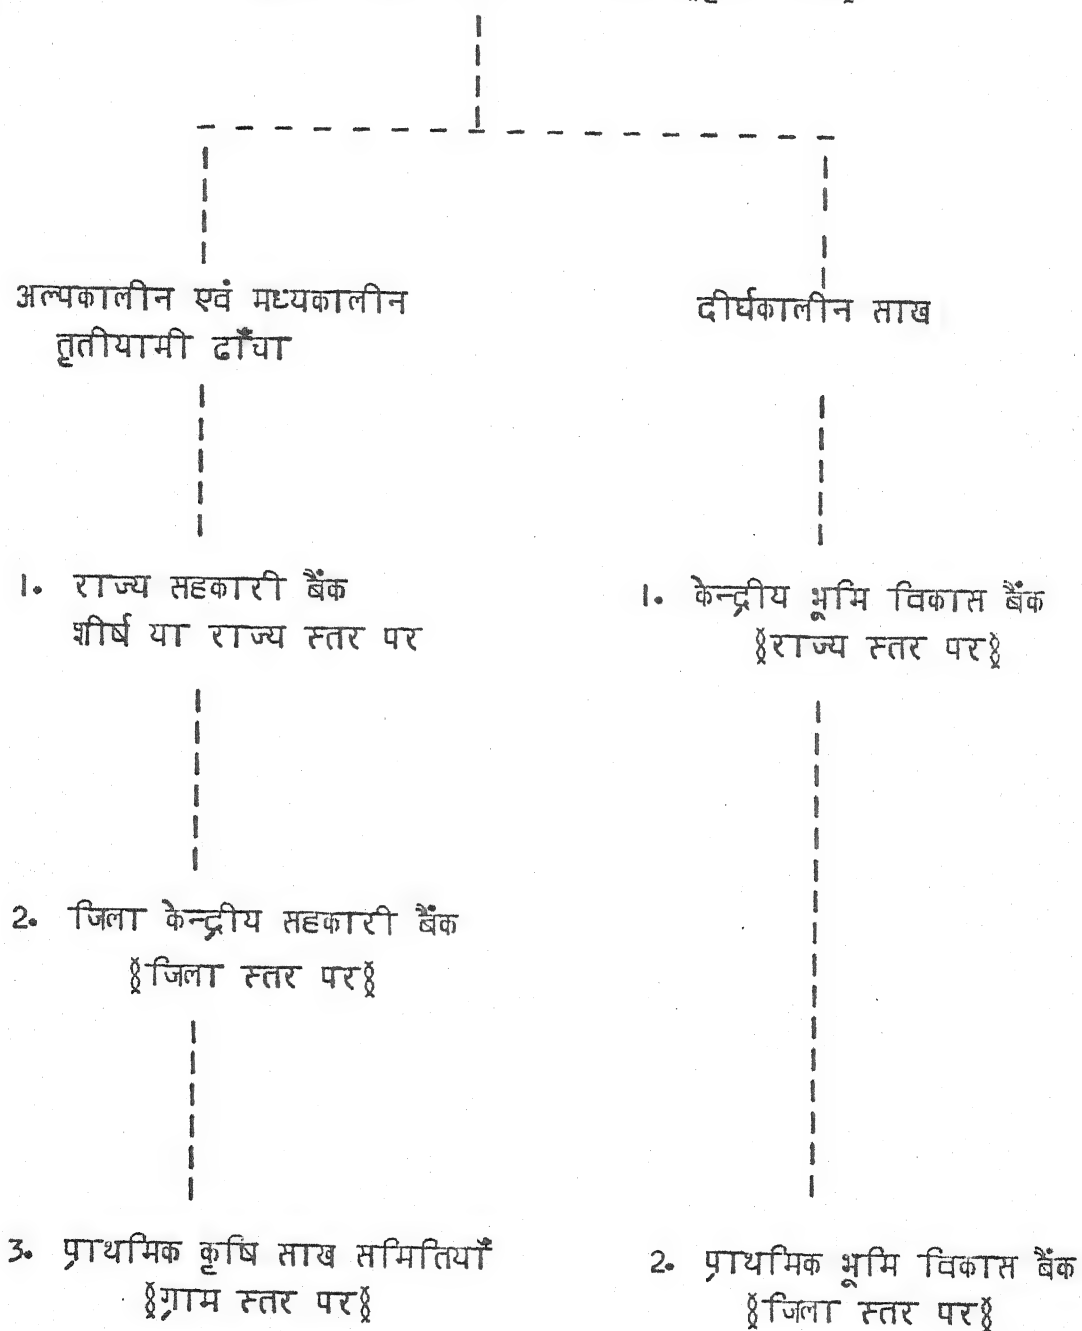 अल्पकालीन एवं मध्यकालीन
तृतीयामी ढाँचा
दीर्घकालीन साख
1. राज्य सहकारी बैंक
शीर्ष या राज्य स्तर पर
1. केन्द्रीय भूमि विकास बैंक
§राज्य स्तर पर§
2. जिला केन्द्रीय सहकारी बैंक
§जिला स्तर पर§
3. प्राथमिक कृषि साख समितियाँ
§ग्राम स्तर पर§
2. प्राथमिक भूमि विकास बैंक
§जिला स्तर पर§